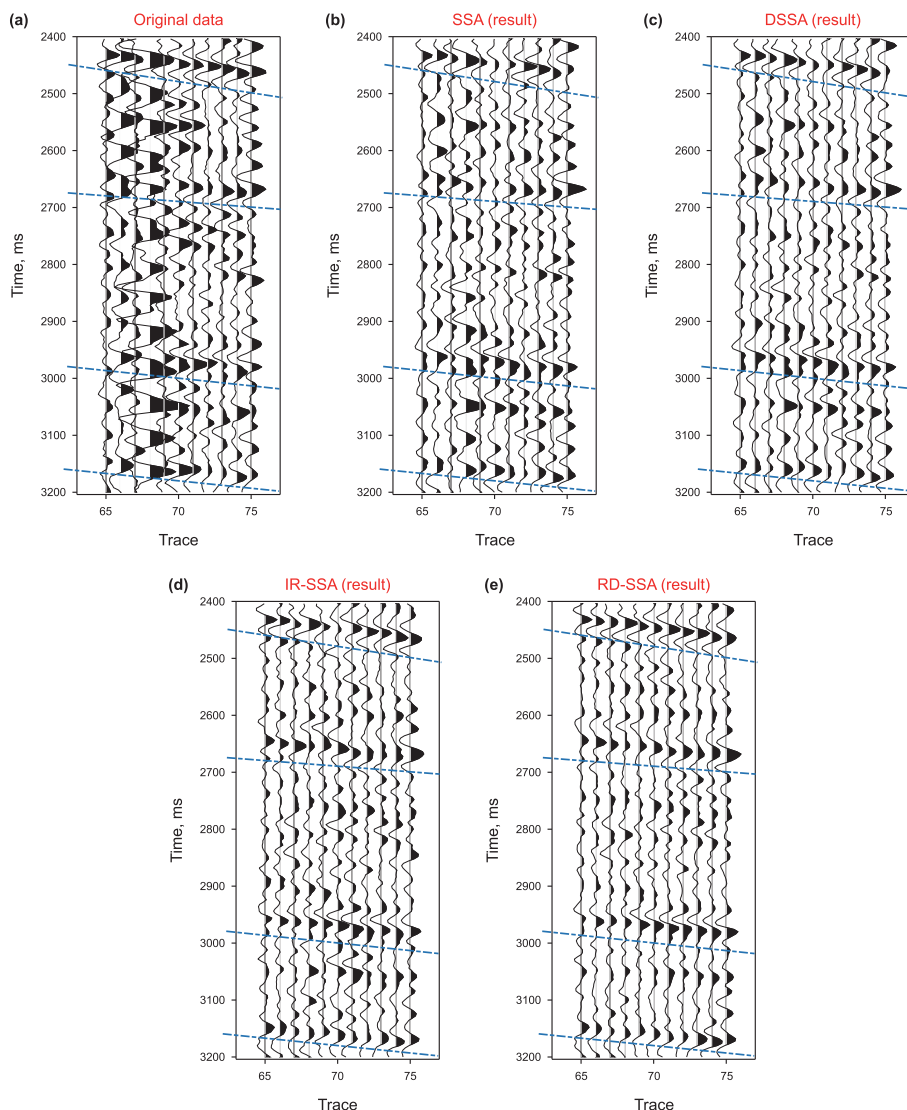 (a) Original data
(b) SSA (result)
(c) DSSA (result)
2400
2500
2600
2700
2800
2900
3000
3100
3200
Time, ms
65 70 75
Trace
2400
2500
2600
2700
2800
2900
3000
3100
3200
Time, ms
65 70 75
Trace
2400
2500
2600
2700
2800
2900
3000
3100
3200
Time, ms
65 70 75
Trace
(d) IR-SSA (result)
(e) RD-SSA (result)
2400
2500
2600
2700
2800
2900
3000
3100
3200
Time, ms
65 70 75
Trace
2400
2500
2600
2700
2800
2900
3000
3100
3200
Time, ms
65 70 75
Trace